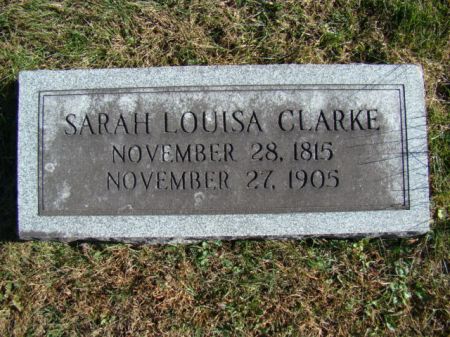 SARAH LOUISA CLARKE
NOVEMBER 28, 1815
NOVEMBER 27, 1905